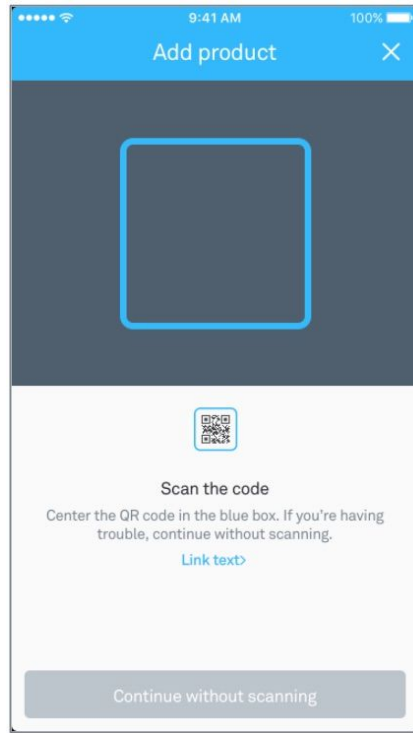 9:41 AM
100%
Add product
Scan the code
Center the QR code in the blue box. If you're having
trouble, continue without scanning.
Link text>
Continue without scanning